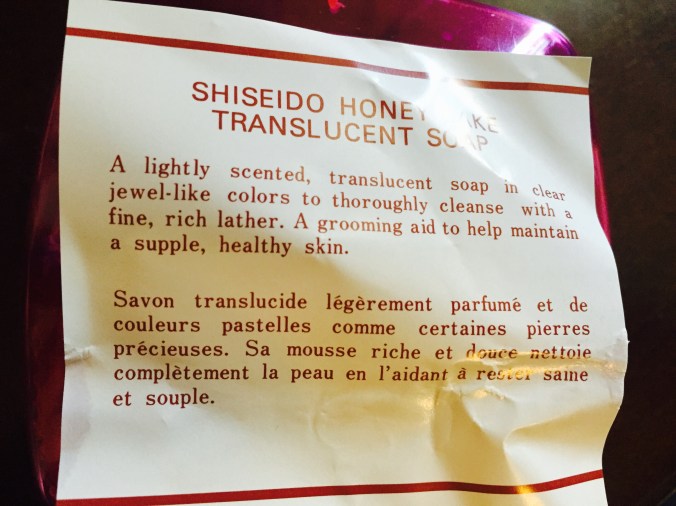 SHISEIDO HONEY CAKE
TRANSLUCENT SOAP
A lightly scented, translucent soap in clear
jewel-like colors to thoroughly cleanse with a
fine, rich lather. A grooming aid to help maintain
a supple, healthy skin.
Savon translucide légèrement parfumé et de
couleurs pastelles comme certaines pierres
précieuses. Sa mousse riche et douce nettoie
complètement la peau en l'aidant à rester saine
et souple.